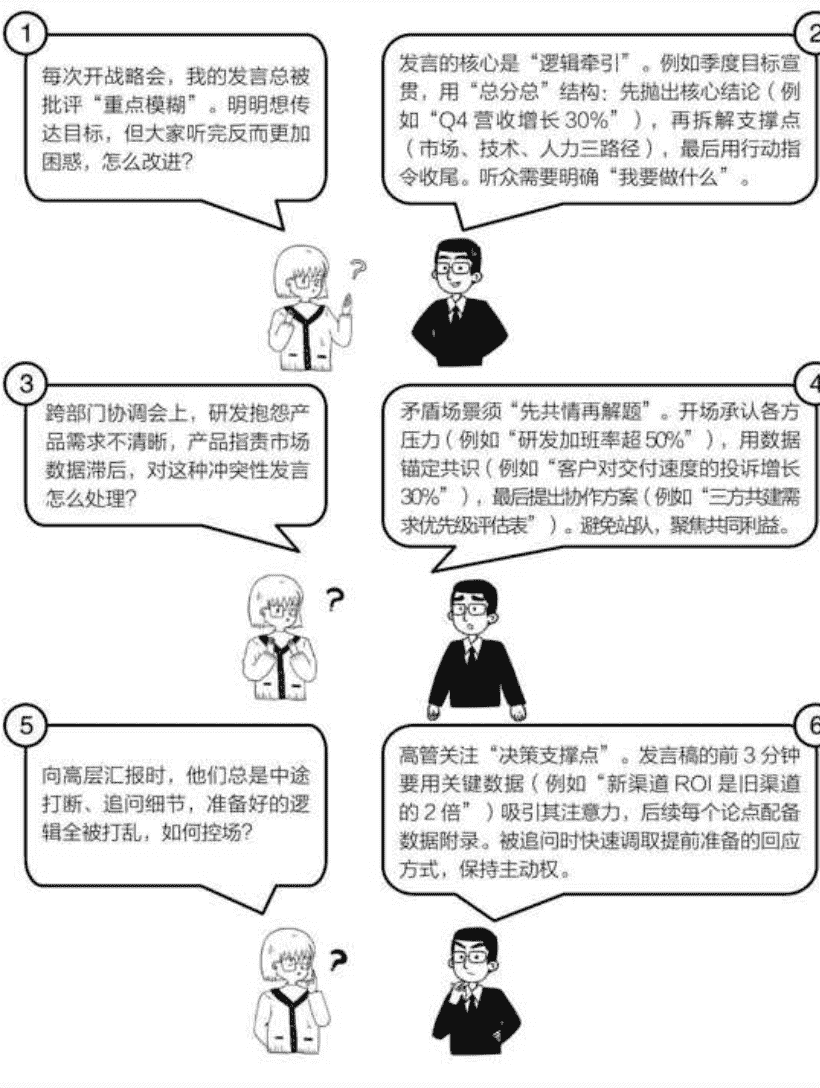 1
每次开战略会，我的发言总被
批评“重点模糊”。明明想传
达目标，但大家听完反而更加
困惑，怎么改进？
2
发言的核心是“逻辑牵引”。例如季度目标宣
贯，用“总分总”结构：先抛出核心结论（例
如“Q4 营收增长 30%”），再拆解支撑点
（市场、技术、人力三路径），最后用行动指
令收尾。听众需要明确“我要做什么”。
?
3
跨部门协调会上，研发抱怨产
品需求不清晰，产品指责市场
数据滞后，对这种冲突性发言
怎么处理？
4
矛盾场景须“先共情再解题”。开场承认各方
压力（例如“研发加班率超 50%”），用数据
锚定共识（例如“客户对交付速度的投诉增长
30%”），最后提出协作方案（例如“三方共建需
求优先级评估表”）。避免站队，聚焦共同利益。
?
5
向高层汇报时，他们总是中途
打断、追问细节，准备好的逻
辑全被打乱，如何控场？
6
高管关注“决策支撑点”。发言稿的前 3 分钟
要用关键数据（例如“新渠道 ROI 是旧渠道
的 2 倍”）吸引其注意力，后续每个论点配备
数据附录。被追问时快速调取提前准备的回应
方式，保持主动权。
?